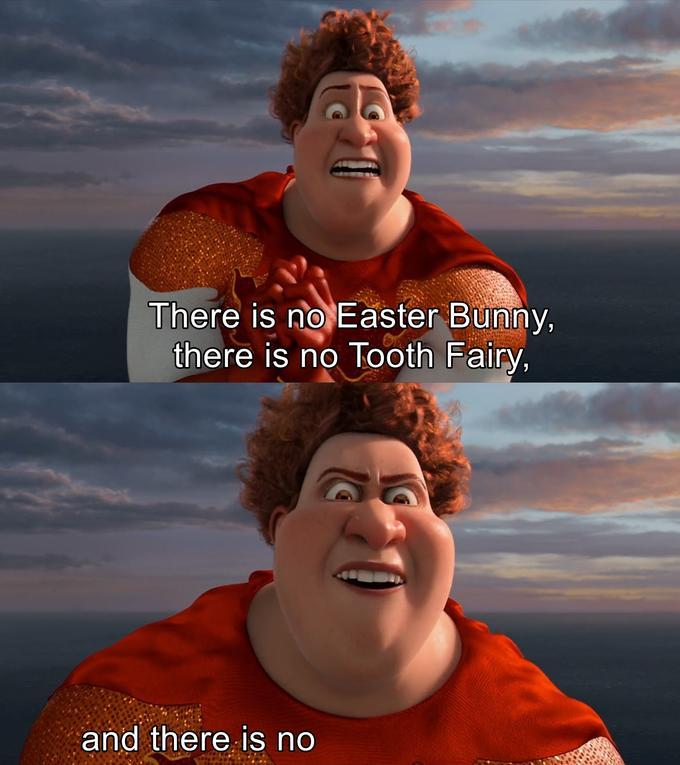 There is no Easter Bunny,
there is no Tooth Fairy,
and there is no